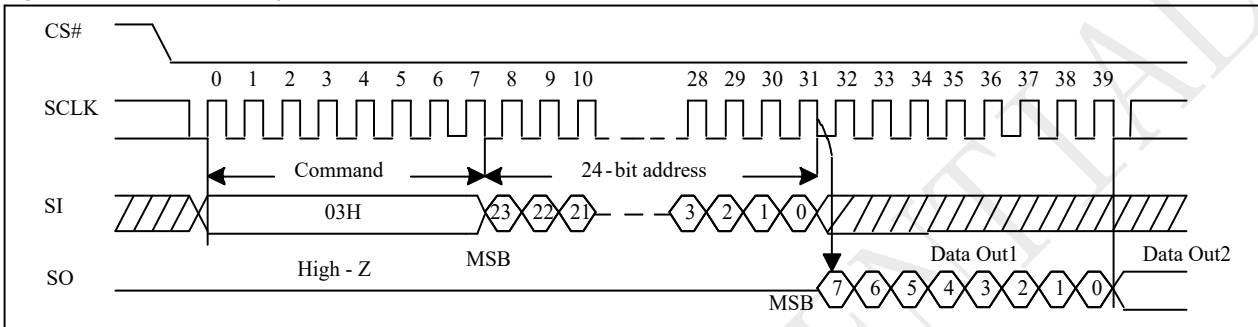 CS#
0 1 2 3 4 5 6 7 8 9 10 28 29 30 31 32 33 34 35 36 37 38 39
SCLK
Command 24-bit address
SI 03H 23 22 21 3 2 1 0
High - Z MSB Data Out1 Data Out2
SO MSB 7 6 5 4 3 2 1 0